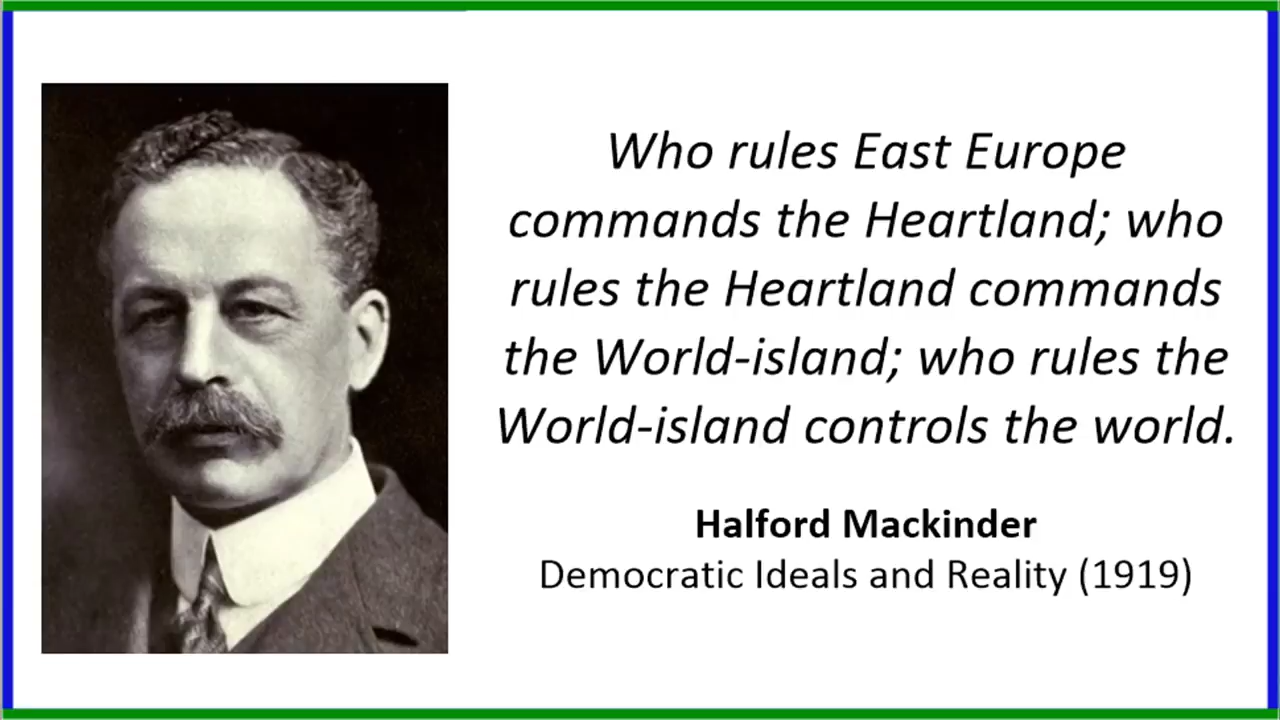 Who rules East Europe
commands the Heartland; who
rules the Heartland commands
the World-island; who rules the
World-island controls the world.
Halford Mackinder
Democratic Ideals and Reality (1919)